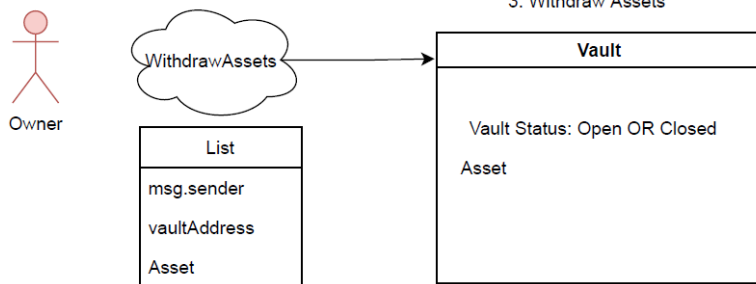 3. Withdraw Assets
Vault
WithdrawAssets
Owner
Vault Status: Open OR Closed
List
Asset
msg.sender
vaultAddress
Asset